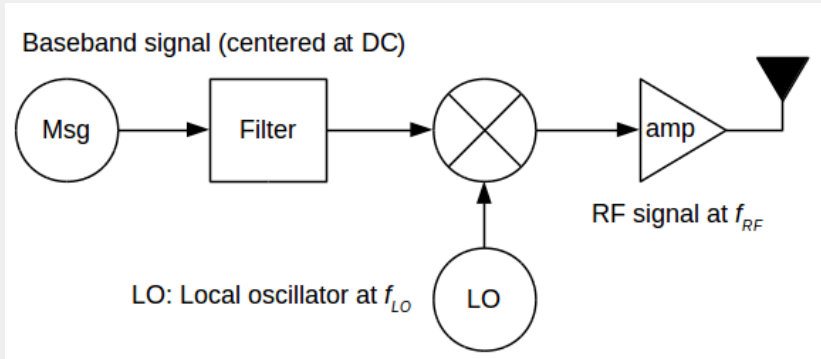 Baseband signal (centered at DC)
Msg
Filter
amp
RF signal at fRF
LO: Local oscillator at fLO
LO